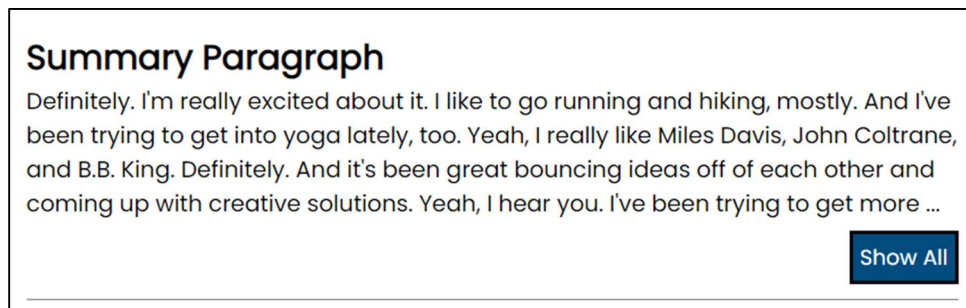 Summary Paragraph
Definitely. I'm really excited about it. I like to go running and hiking, mostly. And I've
been trying to get into yoga lately, too. Yeah, I really like Miles Davis, John Coltrane,
and B.B. King. Definitely. And it's been great bouncing ideas off of each other and
coming up with creative solutions. Yeah, I hear you. I've been trying to get more ...
Show All